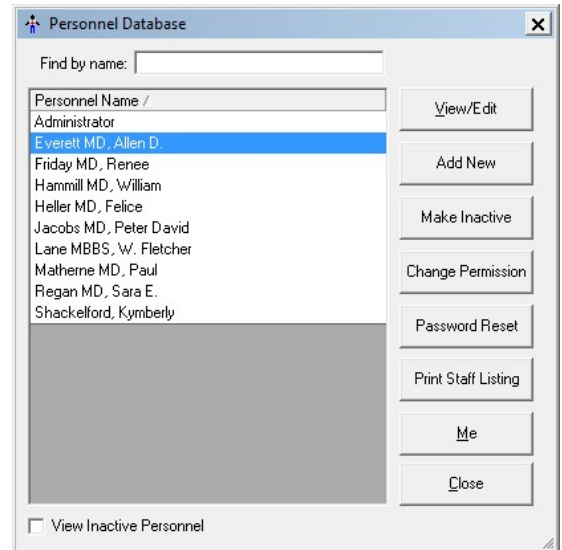 Personnel Database
Find by name:
Personnel Name /
Administrator
Everett MD, Allen D.
Friday MD, Renee
Hammill MD, William
Heller MD, Felice
Jacobs MD, Peter David
Lane MBBS, W. Fletcher
Matherne MD, Paul
Regan MD, Sara E.
Shackelford, Kymberly
View/Edit
Add New
Make Inactive
Change Permission
Password Reset
Print Staff Listing
Me
Close
View Inactive Personnel